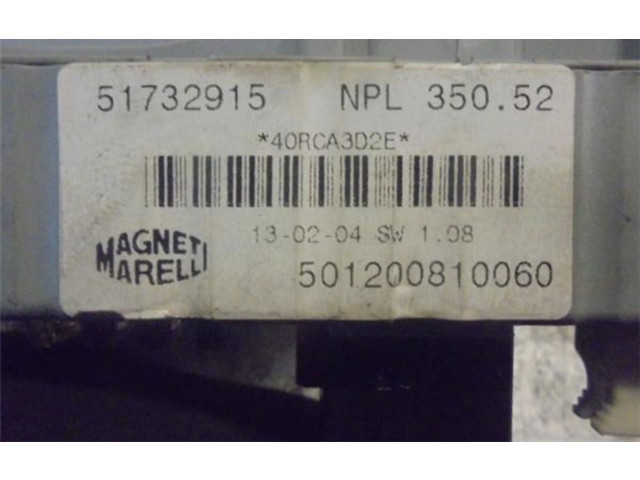 51732915 NPL 350.52
*40RCA3D2E*
13-02-04 SW 1.08
MAGNETI
MARELLI
501200810060